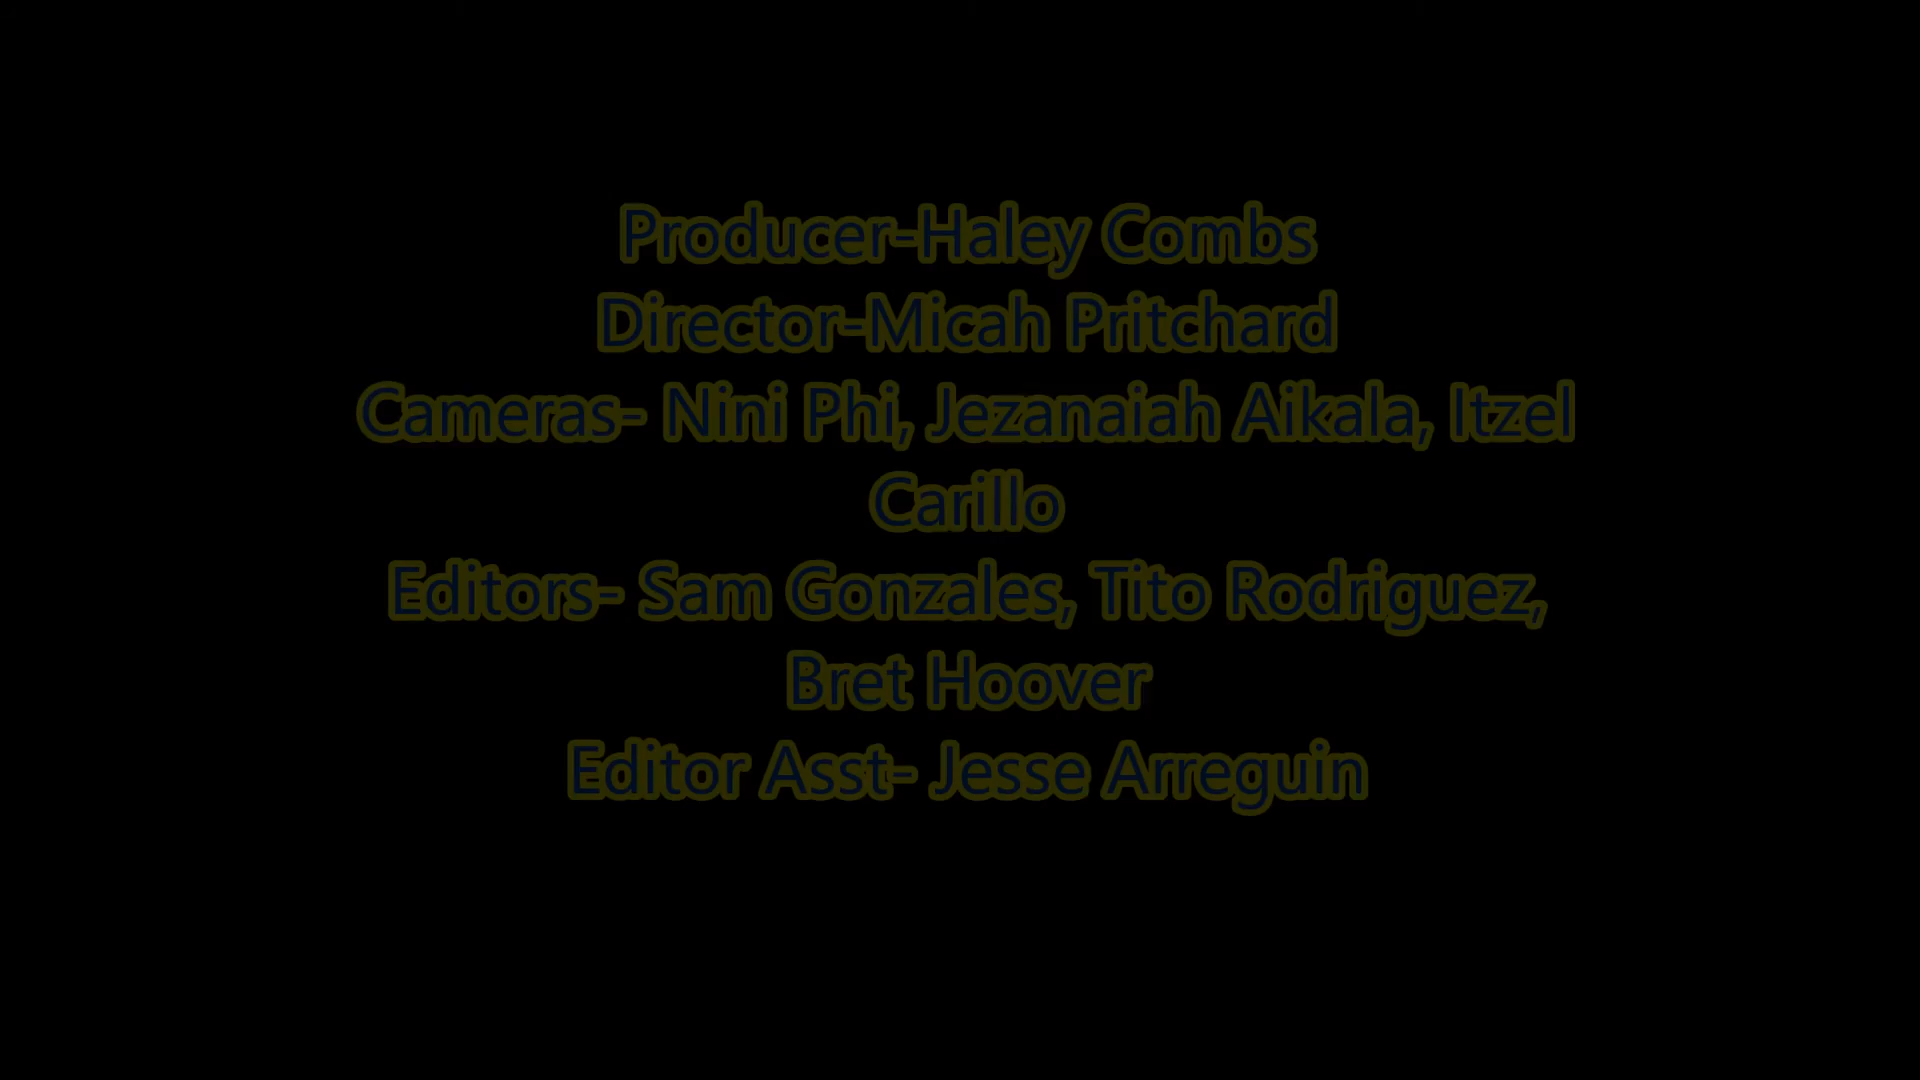 Producer-Haley Combs
Director-Micah Pritchard
Cameras- Nini Phi, Jezanaiah Aikala, Itzel
Carillo
Editors- Sam Gonzales, Tito Rodriguez,
Bret Hoover
Editor Asst- Jesse Arreguin